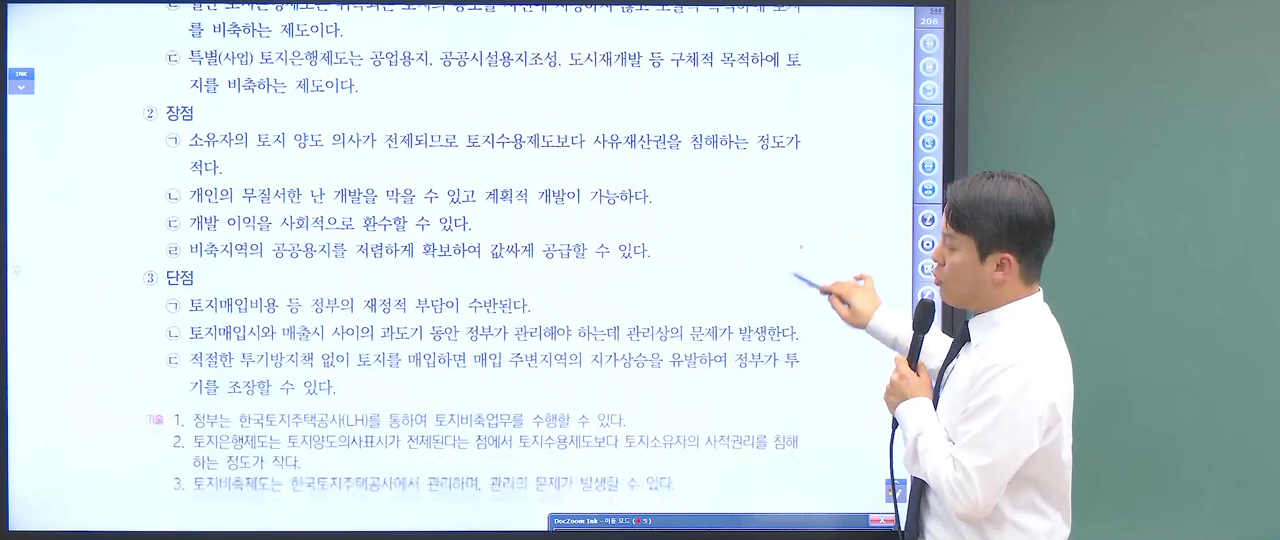 를 비축하는 제도이다.
㉢ 특별(사업) 토지은행제도는 공업용지, 공공시설용지조성, 도시재개발 등 구체적 목적하에 토
지를 비축하는 제도이다.
② 장점
㉠ 소유자의 토지 양도 의사가 전제되므로 토지수용제도보다 사유재산권을 침해하는 정도가
적다.
㉡ 개인의 무질서한 난 개발을 막을 수 있고 계획적 개발이 가능하다.
㉢ 개발 이익을 사회적으로 환수할 수 있다.
㉣ 비축지역의 공공용지를 저렴하게 확보하여 값싸게 공급할 수 있다.
③ 단점
㉠ 토지매입비용 등 정부의 재정적 부담이 수반된다.
㉡ 토지매입시와 매출시 사이의 과도기 동안 정부가 관리해야 하는데 관리상의 문제가 발생한다.
㉢ 적절한 투기방지책 없이 토지를 매입하면 매입 주변지역의 지가상승을 유발하여 정부가 투
기를 조장할 수 있다.
기출 1. 정부는 한국토지주택공사(LH)를 통하여 토지비축업무를 수행할 수 있다.
2. 토지은행제도는 토지양도의사표시가 전제된다는 점에서 토지수용제도보다 토지소유자의 사적권리를 침해
하는 정도가 작다.
3. 토지비축제도는 한국토지주택공사에서 관리하며, 관리의 문제가 발생할 수 있다.
INK
544
208
DocZoom Ink - 이동 모드 ( 5 )